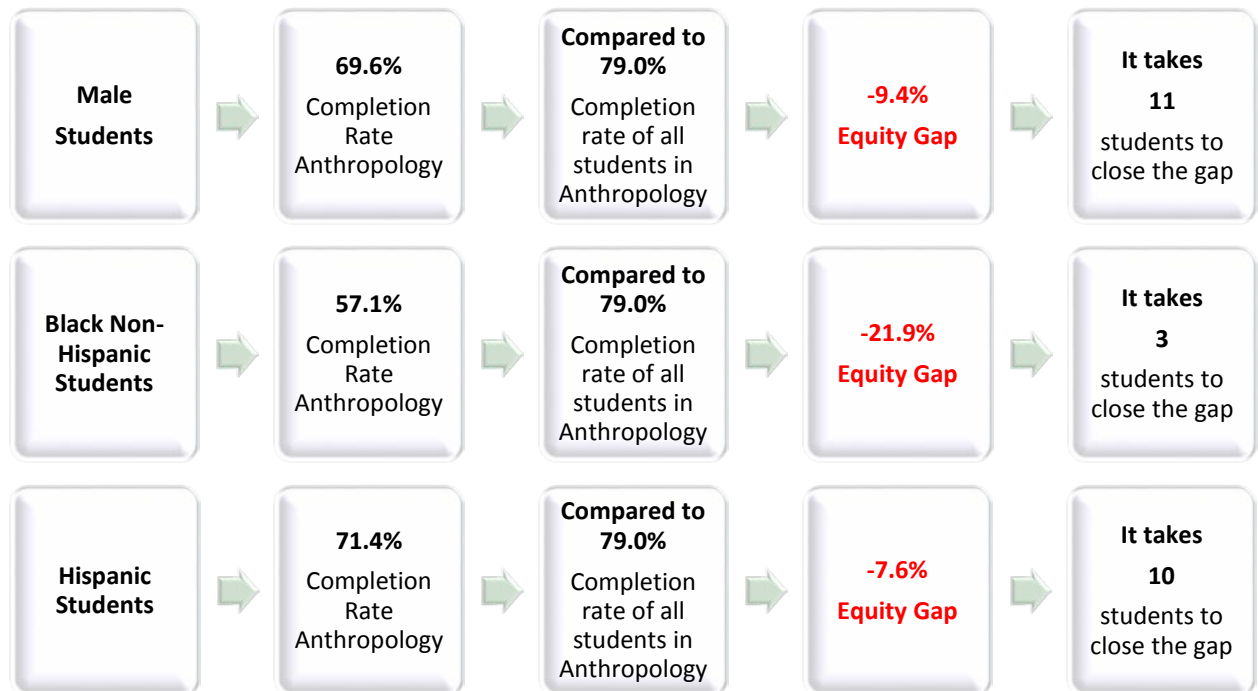 Male
Students
69.6%
Completion
Rate
Anthropology
Compared to
79.0%
Completion
rate of all
students in
Anthropology
-9.4%
Equity Gap
It takes
11
students to
close the gap
Black Non-
Hispanic
Students
57.1%
Completion
Rate
Anthropology
Compared to
79.0%
Completion
rate of all
students in
Anthropology
-21.9%
Equity Gap
It takes
3
students to
close the gap
Hispanic
Students
71.4%
Completion
Rate
Anthropology
Compared to
79.0%
Completion
rate of all
students in
Anthropology
-7.6%
Equity Gap
It takes
10
students to
close the gap